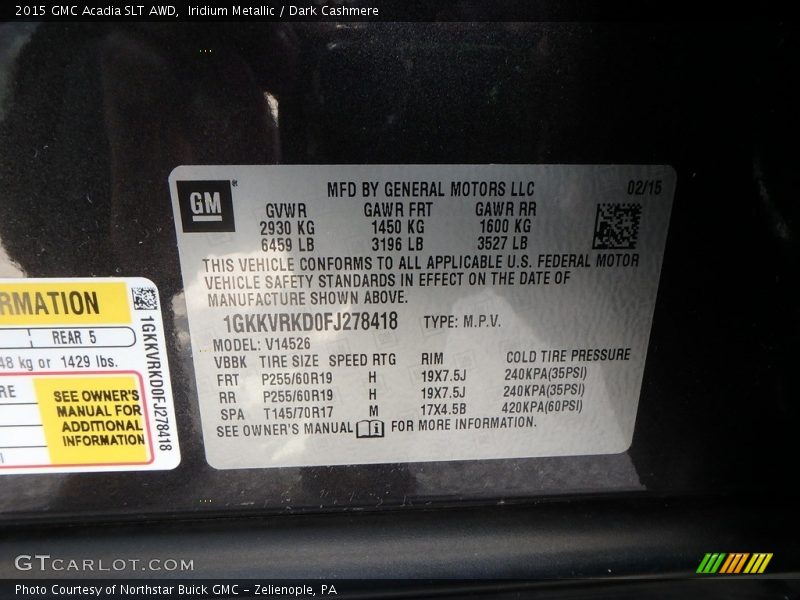 2015 GMC Acadia SLT AWD, Iridium Metallic / Dark Cashmere
GM
MFD BY GENERAL MOTORS LLC 02/15
GVWR GAWR FRT GAWR RR
2930 KG 1450 KG 1600 KG
6459 LB 3196 LB 3527 LB
THIS VEHICLE CONFORMS TO ALL APPLICABLE U.S. FEDERAL MOTOR
VEHICLE SAFETY STANDARDS IN EFFECT ON THE DATE OF
MANUFACTURE SHOWN ABOVE.
1GKKVRKD0FJ278418 TYPE: M.P.V.
MODEL: V14526
VBBK TIRE SIZE SPEED RTG RIM COLD TIRE PRESSURE
FRT P255/60R19 H 19X7.5J 240KPA(35PSI)
RR P255/60R19 H 19X7.5J 240KPA(35PSI)
SPA T145/70R17 M 17X4.5B 420KPA(60PSI)
SEE OWNER'S MANUAL FOR MORE INFORMATION.
RMATION
REAR 5
48 kg or 1429 lbs.
RE
SEE OWNER'S
MANUAL FOR
ADDITIONAL
INFORMATION
1GKKVRKD0FJ278418
GTCARLOT.COM
Photo Courtesy of Northstar Buick GMC - Zelienople, PA